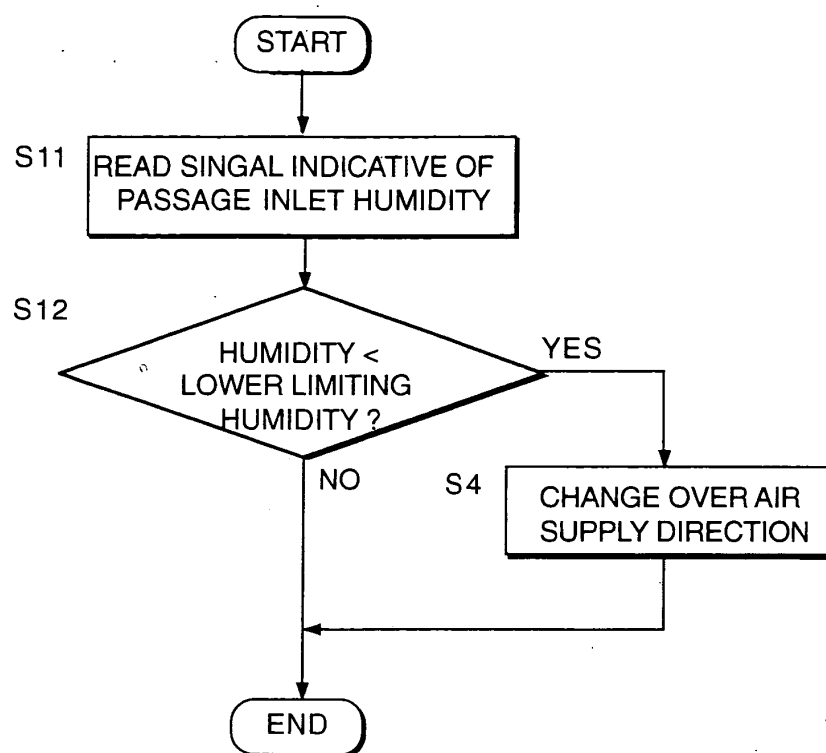 START
S11
READ SINGAL INDICATIVE OF
PASSAGE INLET HUMIDITY
S12
HUMIDITY <
LOWER LIMITING
HUMIDITY ?
YES
NO
S4
CHANGE OVER AIR
SUPPLY DIRECTION
END